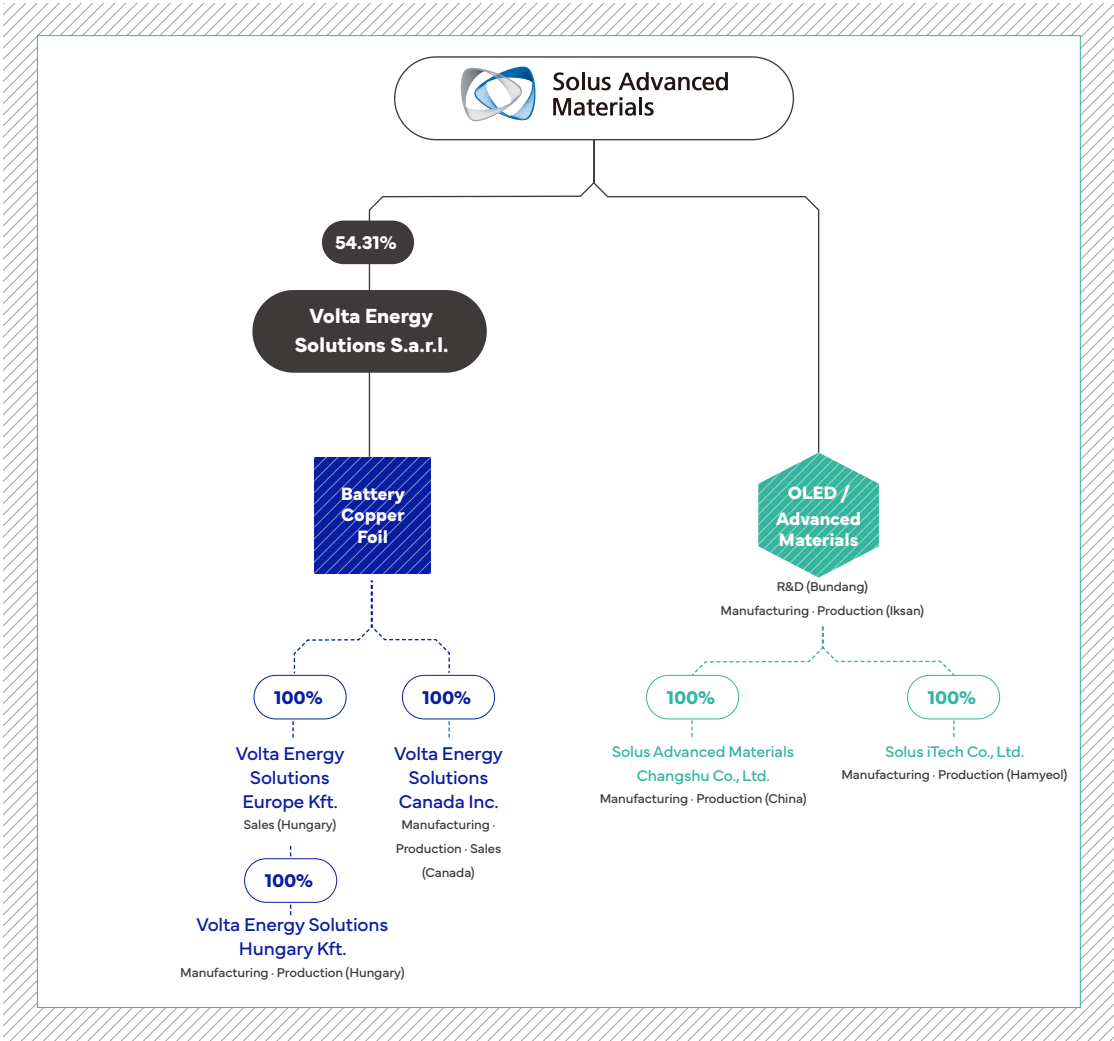 Solus Advanced
Materials
54.31%
Volta Energy
Solutions S.a.r.l.
Battery
Copper
Foil
OLED /
Advanced
Materials
R&D (Bundang)
Manufacturing · Production (Iksan)
100%
100%
100%
100%
Volta Energy
Solutions
Europe Kft.
Sales (Hungary)
Volta Energy
Solutions
Canada Inc.
Manufacturing ·
Production · Sales
(Canada)
Solus Advanced Materials
Changshu Co., Ltd.
Manufacturing · Production (China)
Solus iTech Co., Ltd.
Manufacturing · Production (Hamyeol)
100%
Volta Energy Solutions
Hungary Kft.
Manufacturing · Production (Hungary)